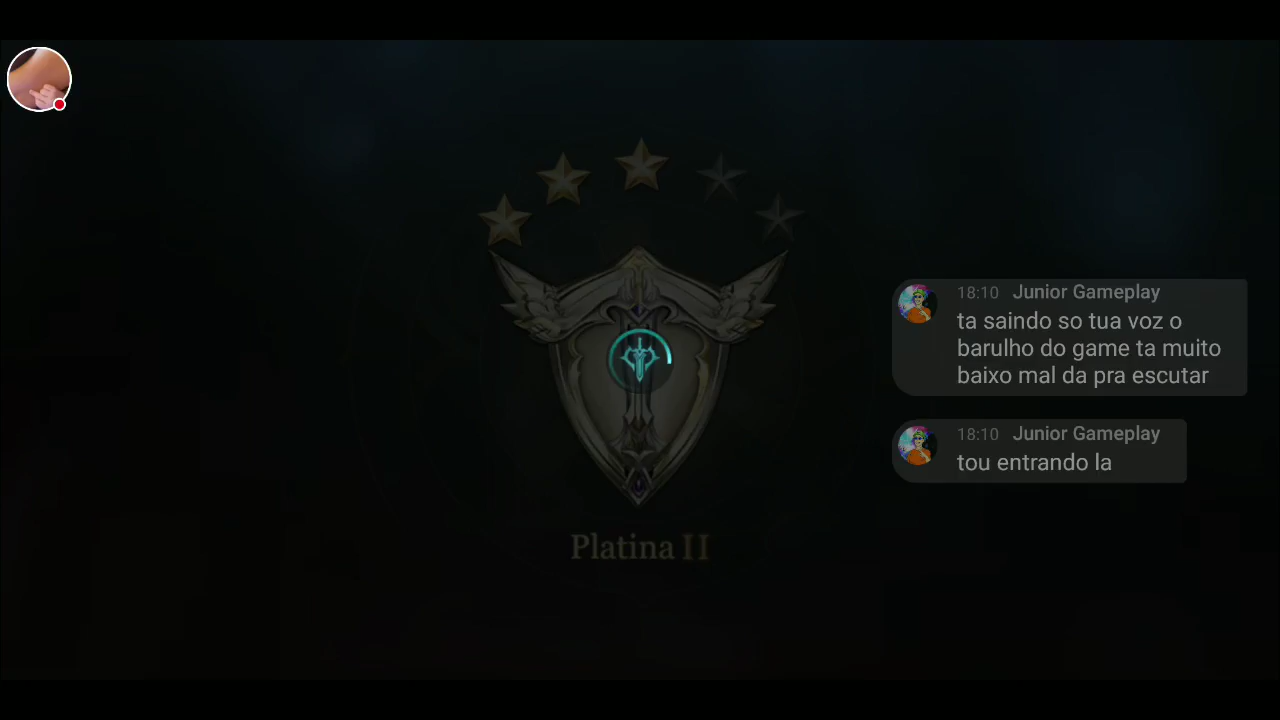 18:10 Junior Gameplay
ta saindo so tua voz o
barulho do game ta muito
baixo mal da pra escutar
18:10 Junior Gameplay
tou entrando la
Platina II